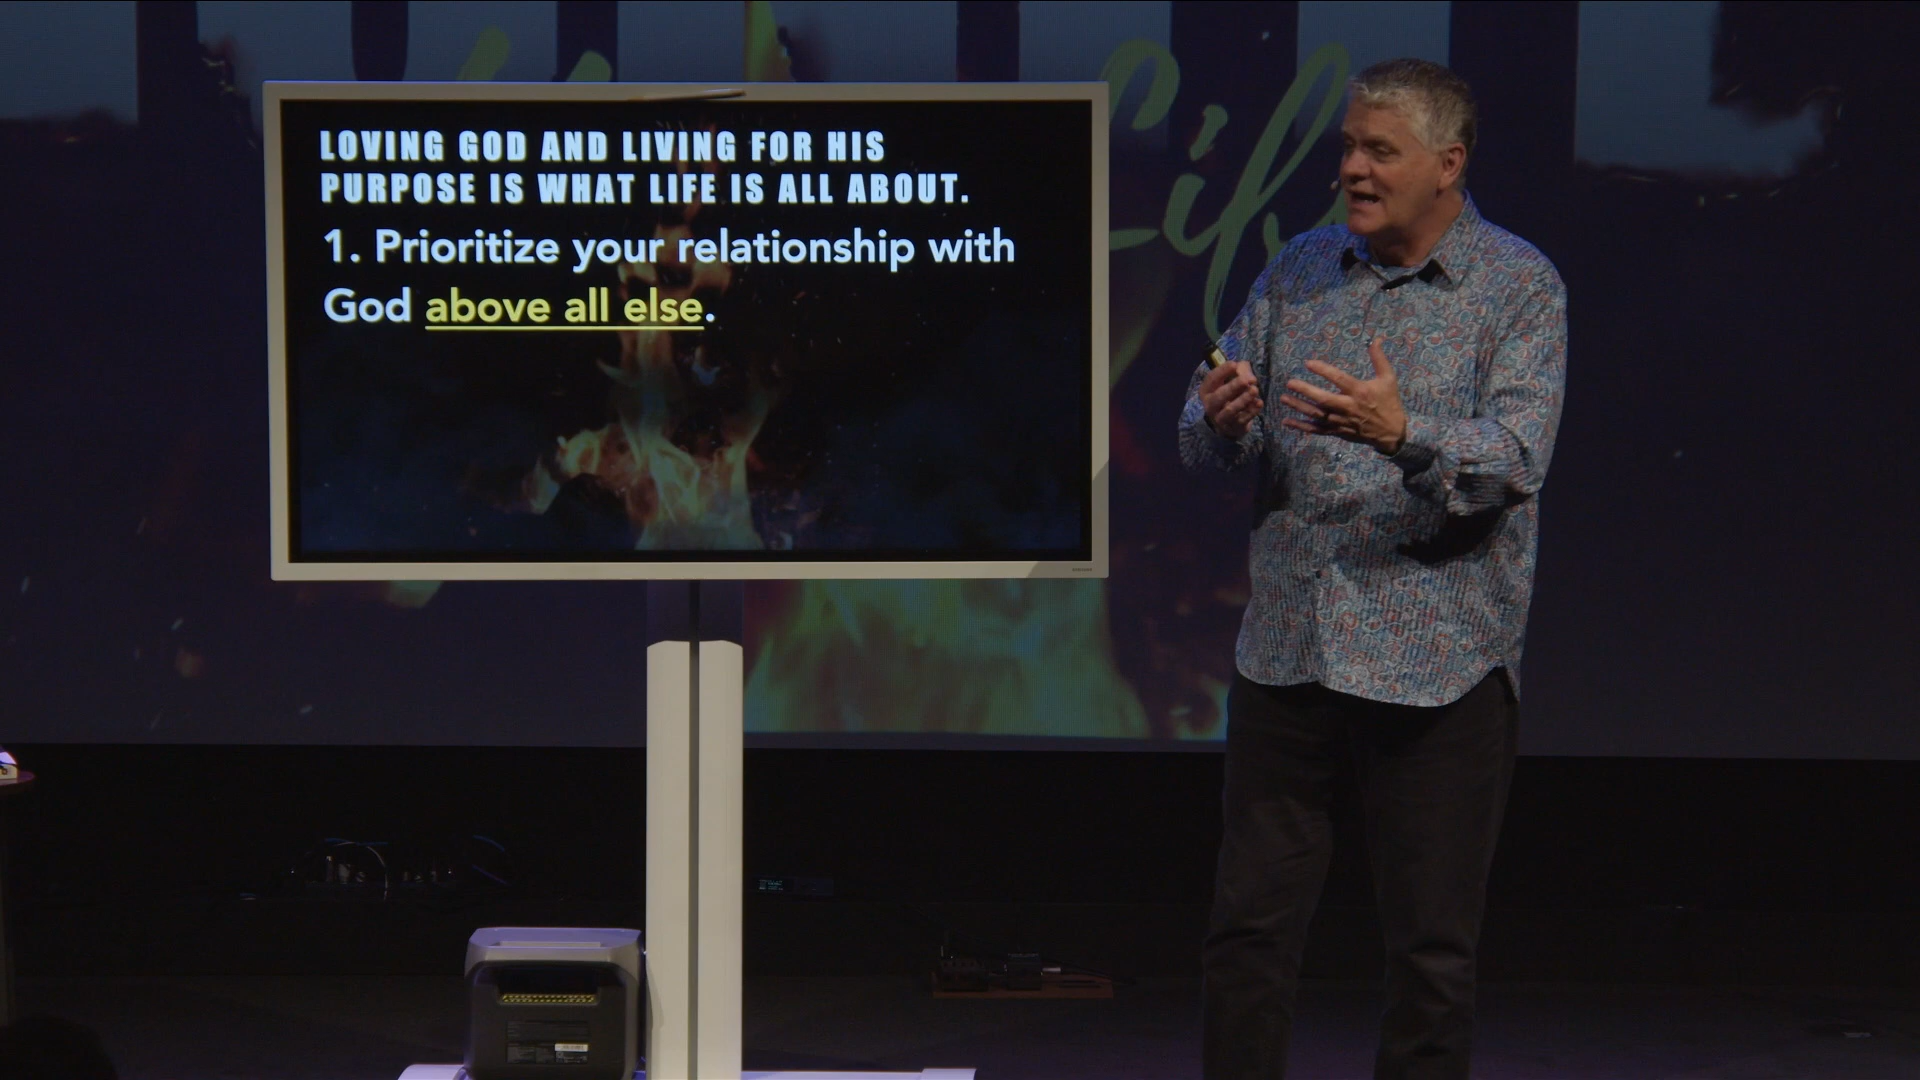 LOVING GOD AND LIVING FOR HIS
PURPOSE IS WHAT LIFE IS ALL ABOUT.
1. Prioritize your relationship with
God above all else.
Life